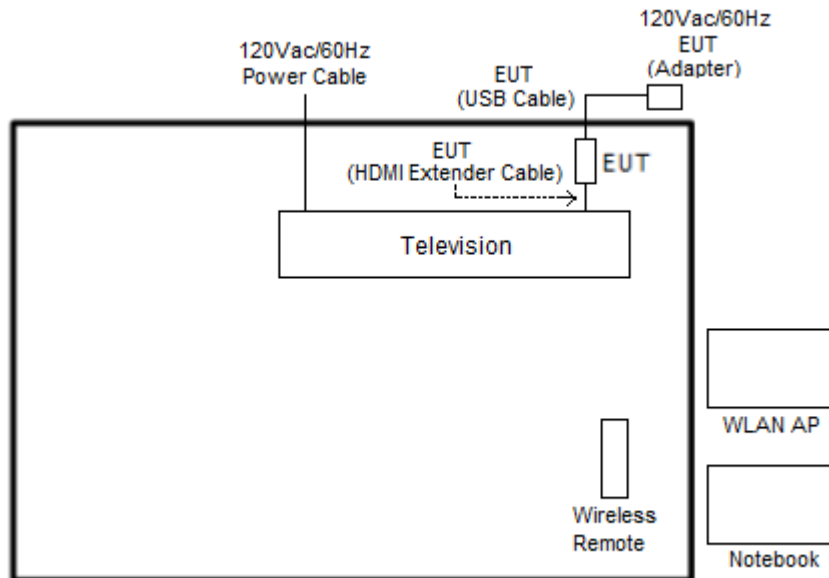 120Vac/60Hz
EUT
(Adapter)
120Vac/60Hz
Power Cable
EUT
(USB Cable)
EUT
(HDMI Extender Cable)
EUT
Television
WLAN AP
Wireless
Remote
Notebook